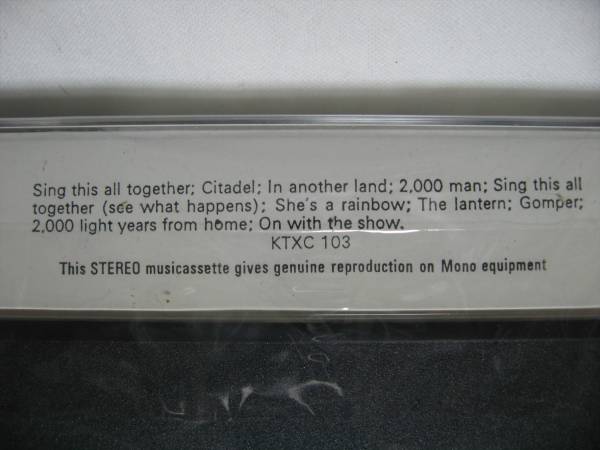 Sing this all together; Citadel; In another land; 2,000 man; Sing this all
together (see what happens); She's a rainbow; The lantern; Gomper;
2,000 light years from home; On with the show.
KTXC 103
This STEREO musicassette gives genuine reproduction on Mono equipment